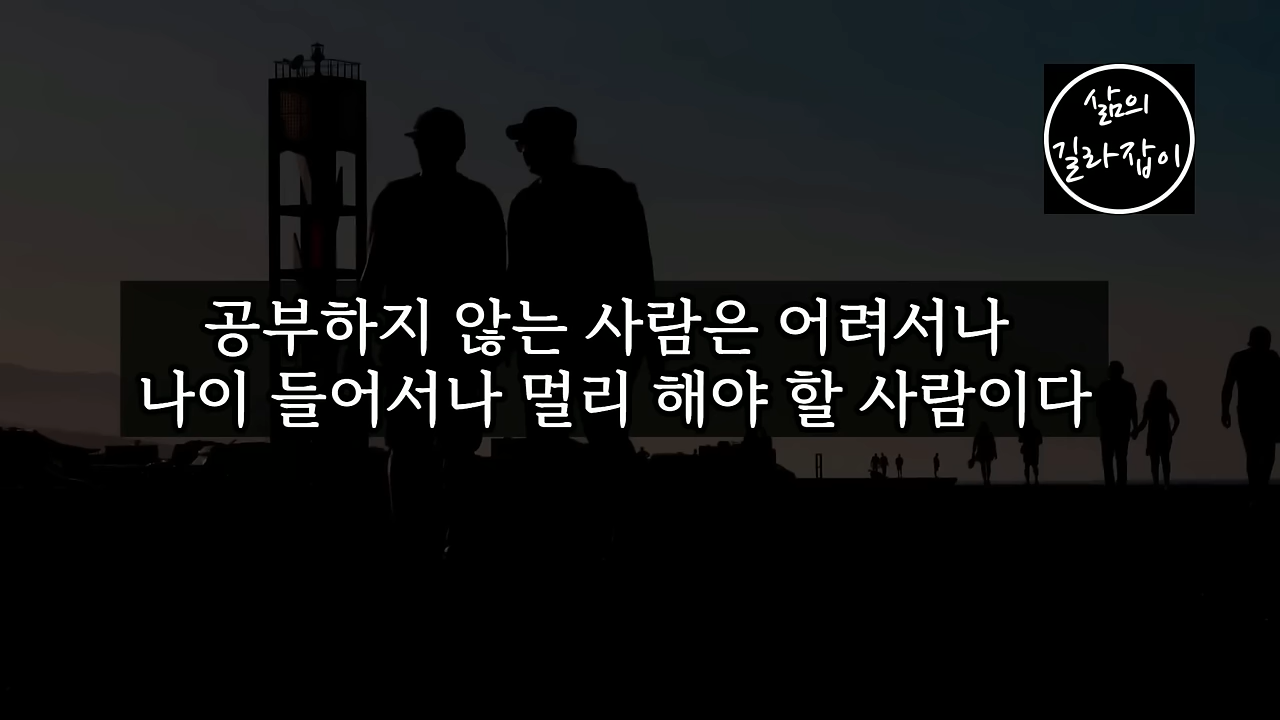 삶의
길라잡이
공부하지 않는 사람은 어려서나
나이 들어서나 멀리 해야 할 사람이다